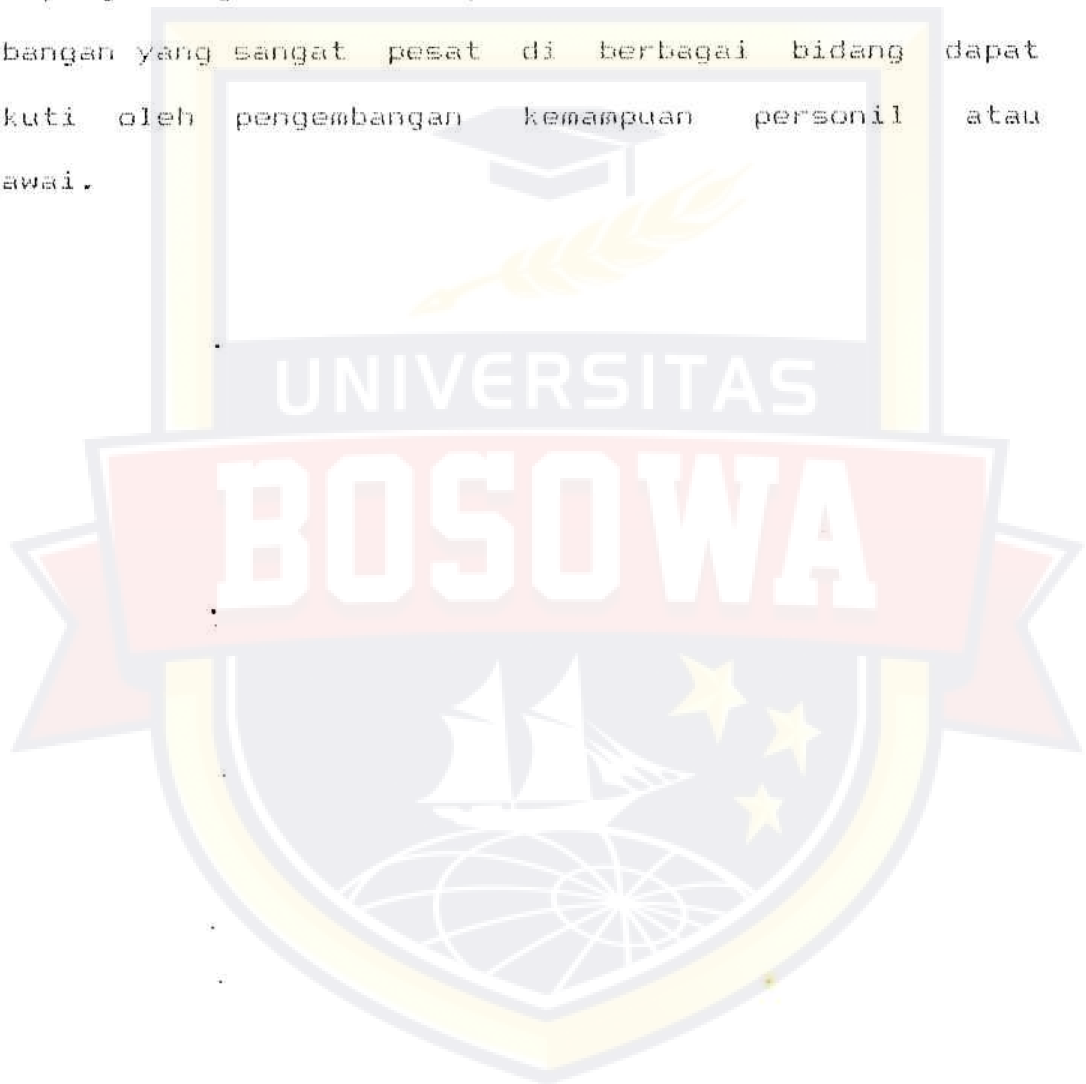 bangan yang sangat pesat di berbagai bidang dapat
kuti oleh pengembangan kemampuan personil atau
awai.
UNIVERSITAS
BOSOWA